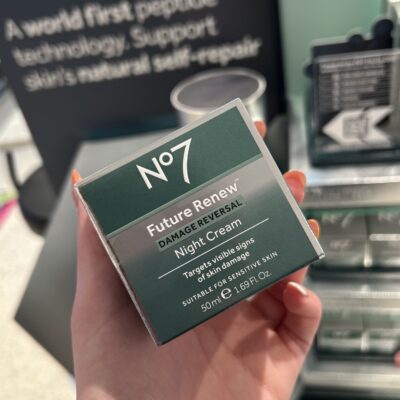 A world first peptide
technology. Support
skin's natural self-repair
No7
Future Renew™
DAMAGE REVERSAL
Night Cream
Targets visible signs
of skin damage
SUITABLE FOR SENSITIVE SKIN
50ml ℮ 1.69 Fl. Oz.
No7